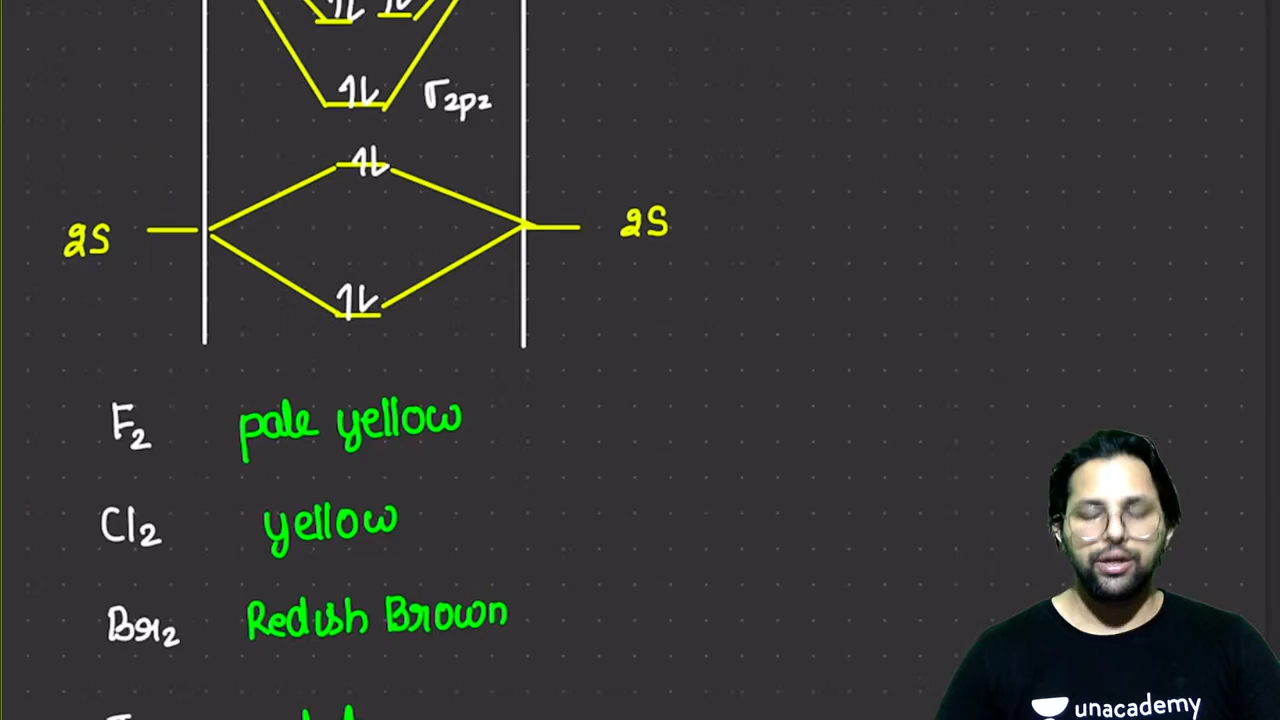 ↿⇂ ↿⇂
↿⇂ σ2pz
↿⇂
2S 2S
↿⇂
F2 pale yellow
Cl2 yellow
Br2 Redish Brown
unacademy